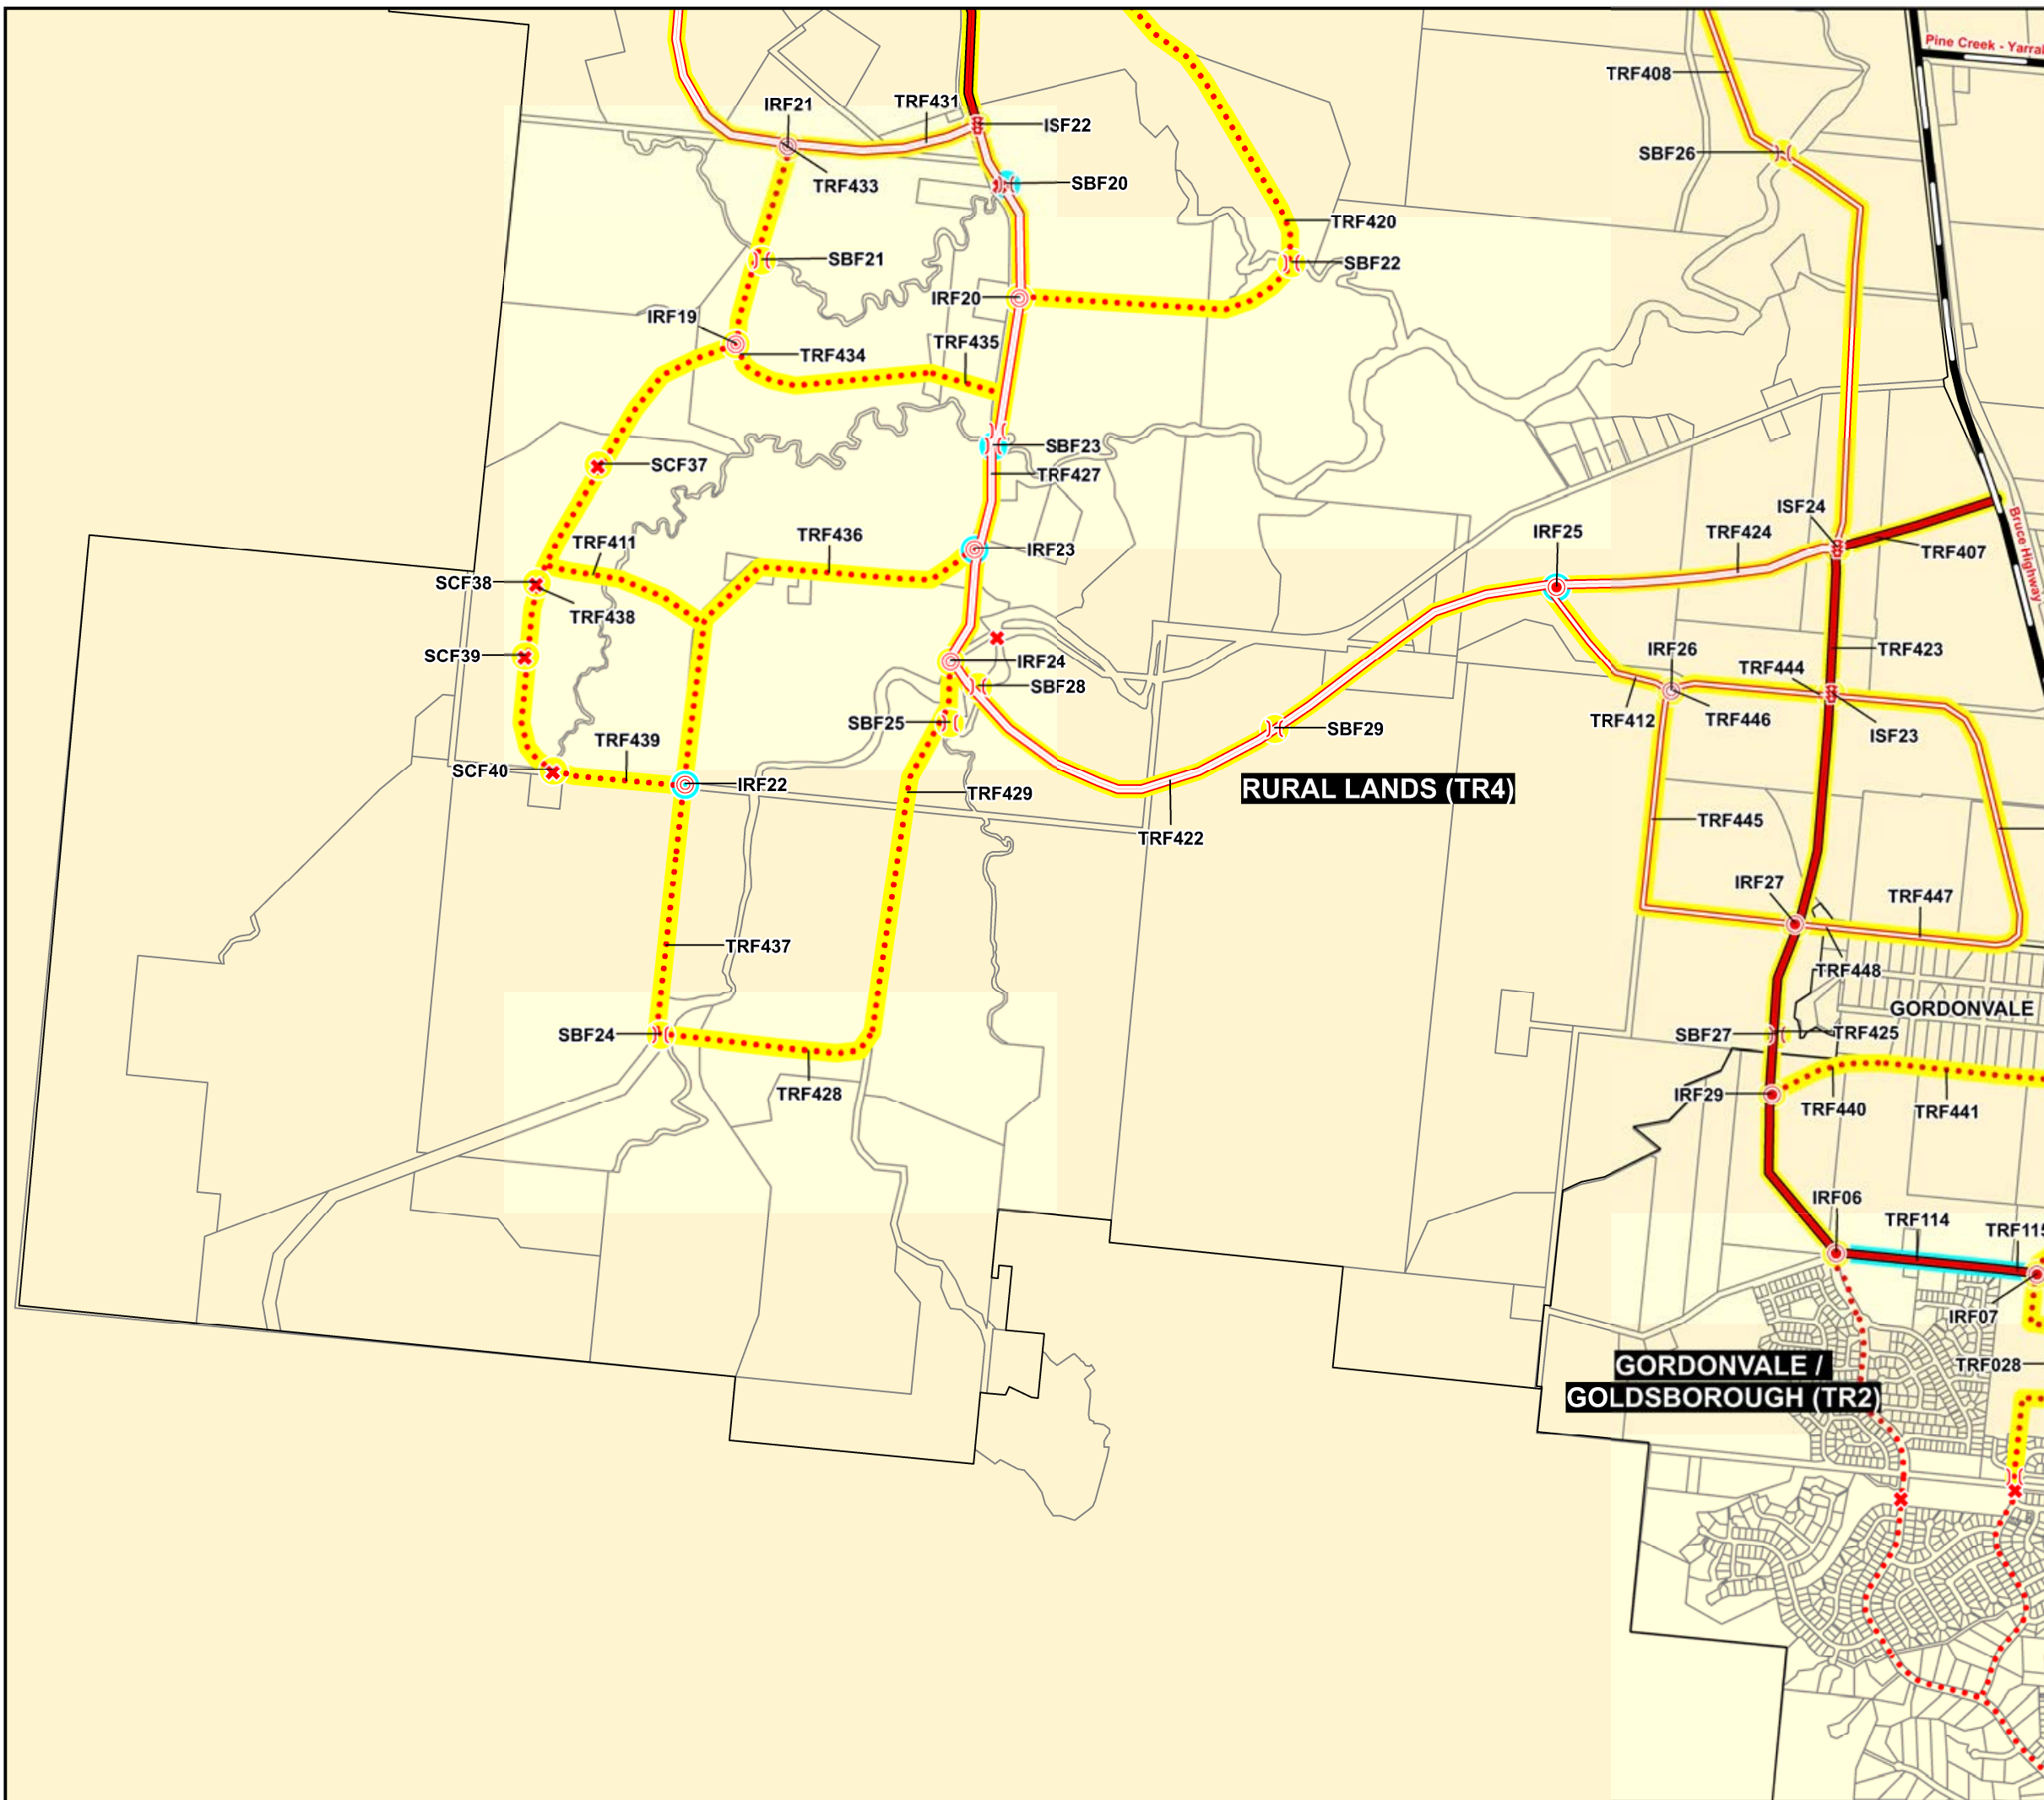 Pine Creek - Yarral
TRF408
TRF431
IRF21
ISF22
SBF26
SBF20
TRF433
TRF420
SBF21
SBF22
IRF20
IRF19
TRF435
TRF434
SBF23
SCF37
TRF427
ISF24
Bruce Highway
IRF25
TRF424
TRF436
TRF411
IRF23
TRF407
SCF38
TRF438
IRF26
TRF423
SCF39
IRF24
TRF444
SBF28
TRF412
TRF446
SBF25
SBF29
ISF23
TRF439
SCF40
IRF22
RURAL LANDS (TR4)
TRF429
TRF445
TRF422
IRF27
TRF447
TRF437
TRF448
GORDONVALE
SBF24
SBF27
TRF425
TRF428
IRF29
TRF440
TRF441
IRF06
TRF114
TRF115
IRF07
GORDONVALE /
GOLDSBOROUGH (TR2)
TRF028